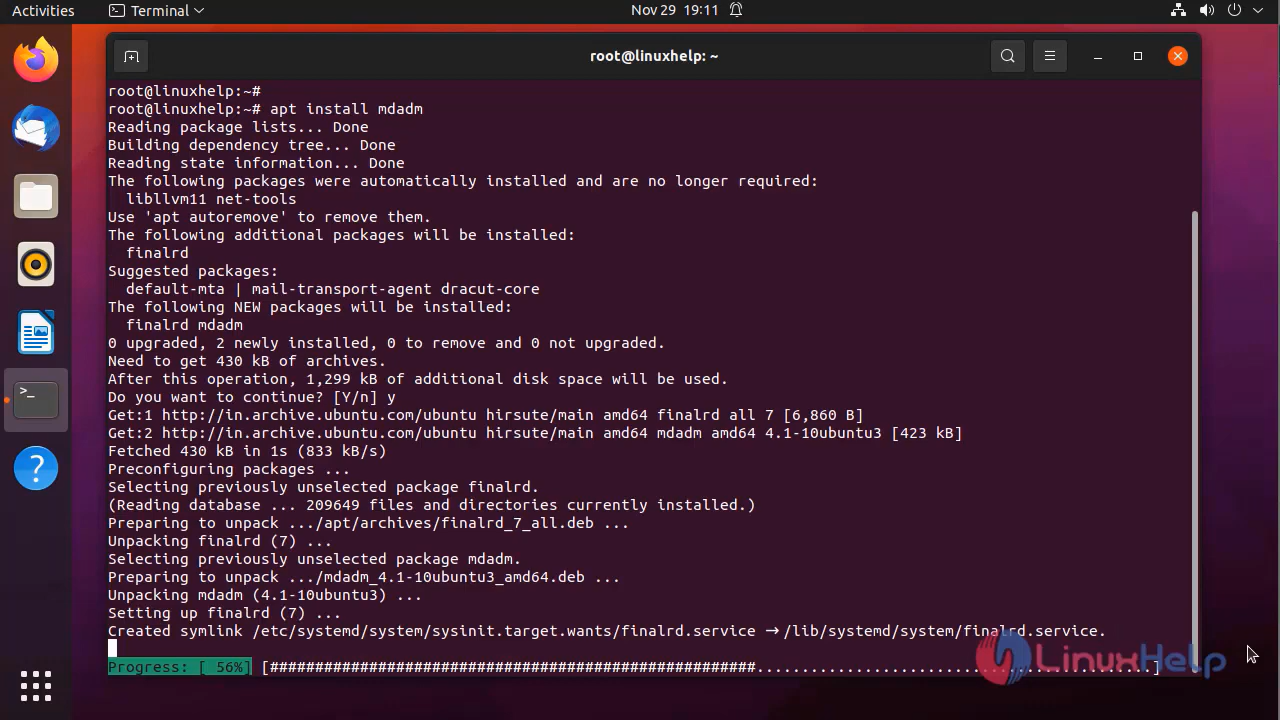 Activities
Terminal
Nov 29 19:11
root@linuxhelp: ~
root@linuxhelp:~#
root@linuxhelp:~# apt install mdadm
Reading package lists... Done
Building dependency tree... Done
Reading state information... Done
The following packages were automatically installed and are no longer required:
libllvm11 net-tools
Use 'apt autoremove' to remove them.
The following additional packages will be installed:
finalrd
Suggested packages:
default-mta | mail-transport-agent dracut-core
The following NEW packages will be installed:
finalrd mdadm
0 upgraded, 2 newly installed, 0 to remove and 0 not upgraded.
Need to get 430 kB of archives.
After this operation, 1,299 kB of additional disk space will be used.
Do you want to continue? [Y/n] y
Get:1 http://in.archive.ubuntu.com/ubuntu hirsute/main amd64 finalrd all 7 [6,860 B]
Get:2 http://in.archive.ubuntu.com/ubuntu hirsute/main amd64 mdadm amd64 4.1-10ubuntu3 [423 kB]
Fetched 430 kB in 1s (833 kB/s)
Preconfiguring packages ...
Selecting previously unselected package finalrd.
(Reading database ... 209649 files and directories currently installed.)
Preparing to unpack .../apt/archives/finalrd_7_all.deb ...
Unpacking finalrd (7) ...
Selecting previously unselected package mdadm.
Preparing to unpack .../mdadm_4.1-10ubuntu3_amd64.deb ...
Unpacking mdadm (4.1-10ubuntu3) ...
Setting up finalrd (7) ...
Created symlink /etc/systemd/system/sysinit.target.wants/finalrd.service → /lib/systemd/system/finalrd.service.
Progress: [ 56%] [######################################################............................................]
LinuxHelp